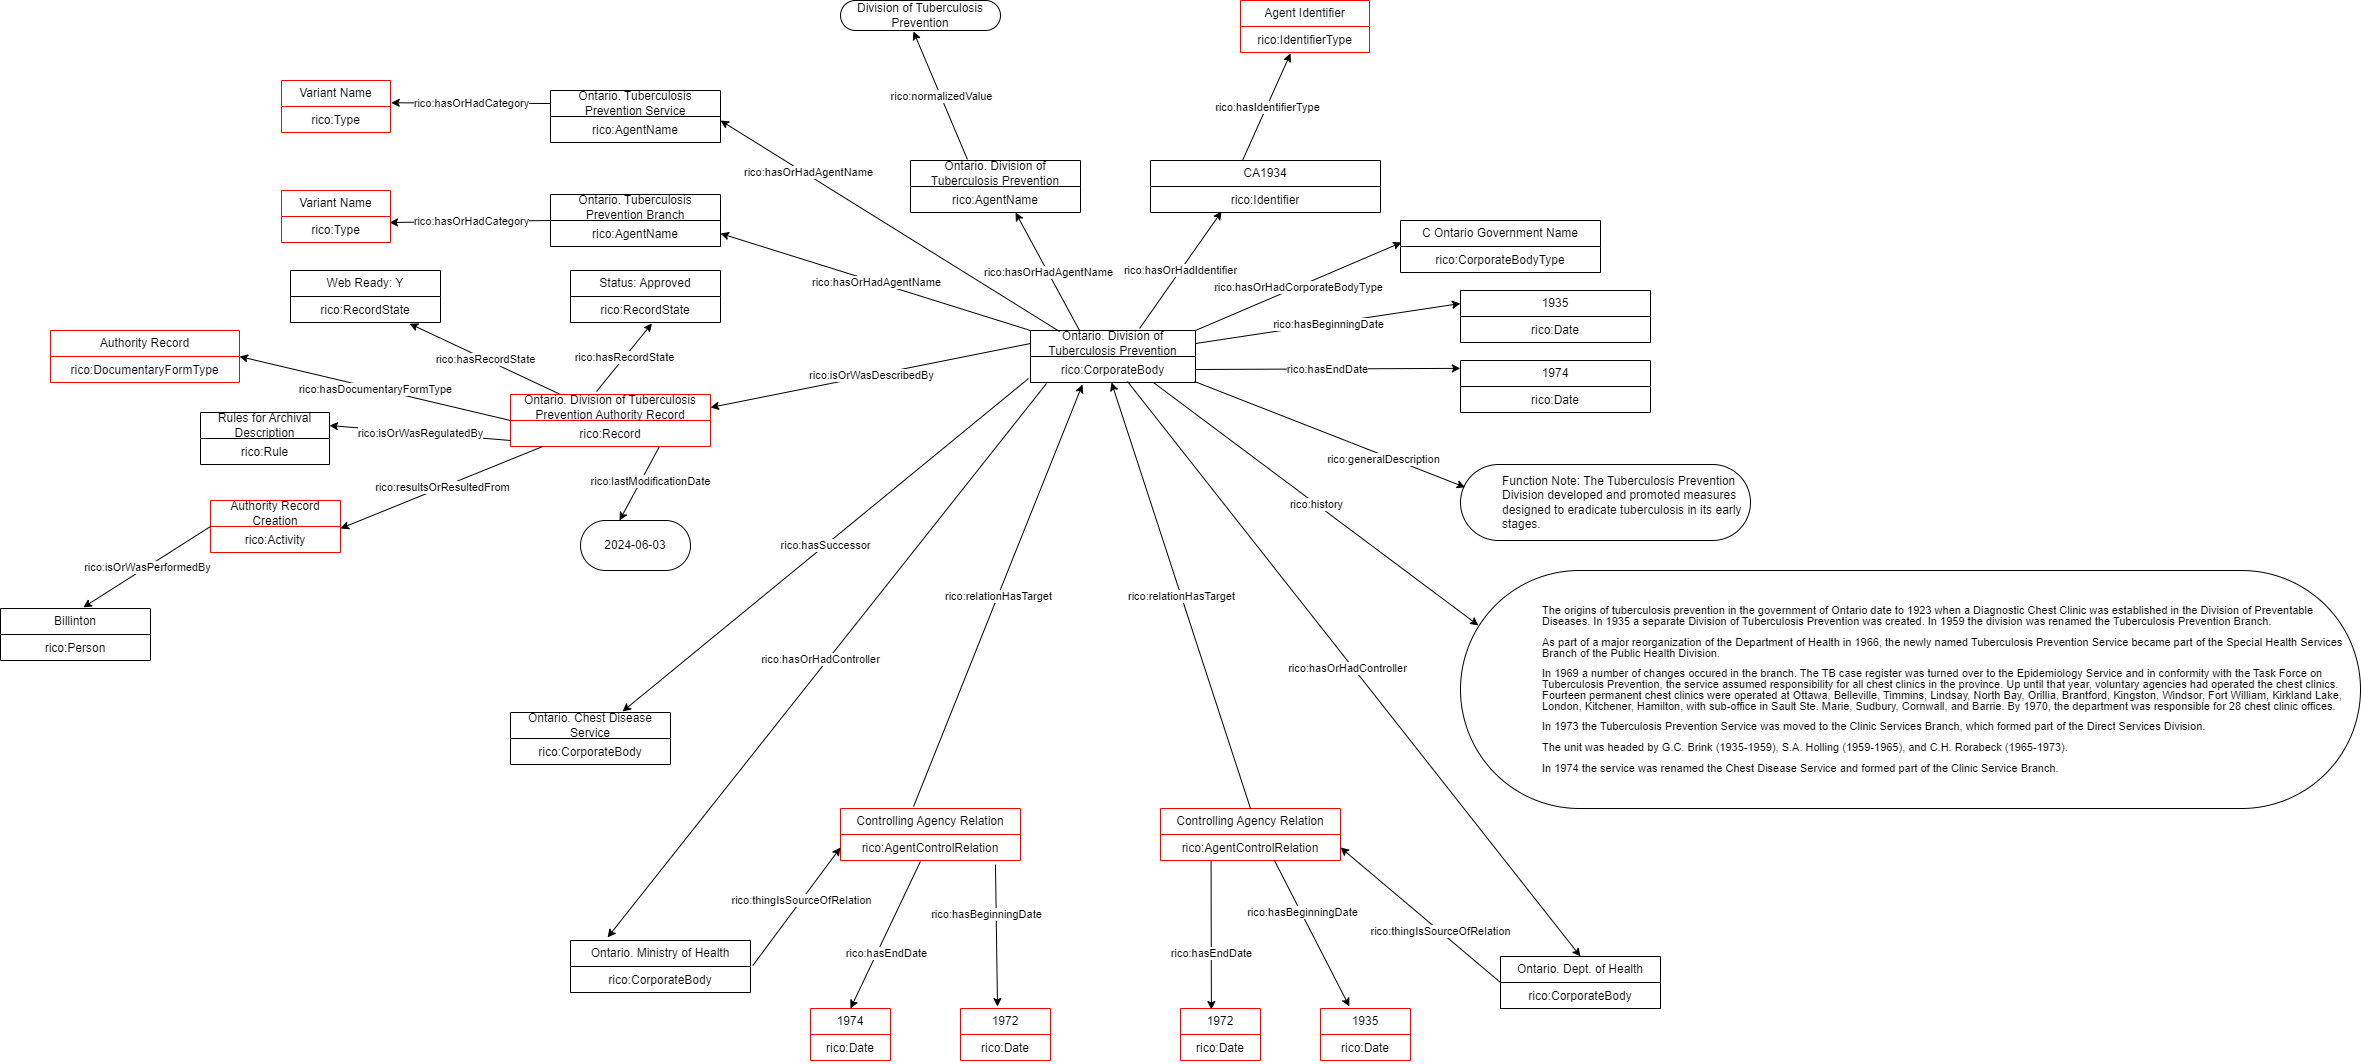 Division of Tuberculosis
Prevention
Agent Identifier
rico:IdentifierType
Variant Name
rico:Type
rico:hasOrHadCategory
Ontario. Tuberculosis
Prevention Service
rico:AgentName
rico:normalizedValue
rico:hasIdentifierType
rico:hasOrHadAgentName
Ontario. Division of
Tuberculosis Prevention
rico:AgentName
CA1934
rico:Identifier
Variant Name
rico:Type
rico:hasOrHadCategory
Ontario. Tuberculosis
Prevention Branch
rico:AgentName
C Ontario Government Name
rico:CorporateBodyType
rico:hasOrHadAgentName
rico:hasOrHadAgentName
rico:hasOrHadIdentifier
rico:hasOrHadCorporateBodyType
Web Ready: Y
rico:RecordState
Status: Approved
rico:RecordState
1935
rico:Date
rico:hasBeginningDate
Authority Record
rico:DocumentaryFormType
rico:hasRecordState
rico:hasRecordState
Ontario. Division of
Tuberculosis Prevention
rico:CorporateBody
rico:hasEndDate
1974
rico:Date
rico:hasDocumentaryFormType
rico:isOrWasDescribedBy
Ontario. Division of Tuberculosis
Prevention Authority Record
rico:Record
Rules for Archival
Description
rico:Rule
rico:isOrWasRegulatedBy
rico:generalDescription
rico:resultsOrResultedFrom
rico:lastModificationDate
rico:history
Function Note: The Tuberculosis Prevention
Division developed and promoted measures
designed to eradicate tuberculosis in its early
stages.
Authority Record
Creation
rico:Activity
2024-06-03
rico:hasSuccessor
rico:isOrWasPerformedBy
Billinton
rico:Person
rico:relationHasTarget
rico:relationHasTarget
The origins of tuberculosis prevention in the government of Ontario date to 1923 when a Diagnostic Chest Clinic was established in the Division of Preventable
Diseases. In 1935 a separate Division of Tuberculosis Prevention was created. In 1959 the division was renamed the Tuberculosis Prevention Branch.
As part of a major reorganization of the Department of Health in 1966, the newly named Tuberculosis Prevention Service became part of the Special Health Services
Branch of the Public Health Division.
In 1969 a number of changes occured in the branch. The TB case register was turned over to the Epidemiology Service and in conformity with the Task Force on
Tuberculosis Prevention, the service assumed responsibility for all chest clinics in the province. Up until that year, voluntary agencies had operated the chest clinics.
Fourteen permanent chest clinics were operated at Ottawa, Belleville, Timmins, Lindsay, North Bay, Orillia, Brantford, Kingston, Windsor, Fort William, Kirkland Lake,
London, Kitchener, Hamilton, with sub-office in Sault Ste. Marie, Sudbury, Cornwall, and Barrie. By 1970, the department was responsible for 28 chest clinic offices.
In 1973 the Tuberculosis Prevention Service was moved to the Clinic Services Branch, which formed part of the Direct Services Division.
The unit was headed by G.C. Brink (1935-1959), S.A. Holling (1959-1965), and C.H. Rorabeck (1965-1973).
In 1974 the service was renamed the Chest Disease Service and formed part of the Clinic Service Branch.
rico:hasOrHadController
rico:hasOrHadController
Ontario. Chest Disease
Service
rico:CorporateBody
Controlling Agency Relation
rico:AgentControlRelation
Controlling Agency Relation
rico:AgentControlRelation
rico:thingIsSourceOfRelation
rico:hasBeginningDate
rico:hasBeginningDate
rico:thingIsSourceOfRelation
rico:hasEndDate
rico:hasEndDate
Ontario. Ministry of Health
rico:CorporateBody
Ontario. Dept. of Health
rico:CorporateBody
1974
rico:Date
1972
rico:Date
1972
rico:Date
1935
rico:Date